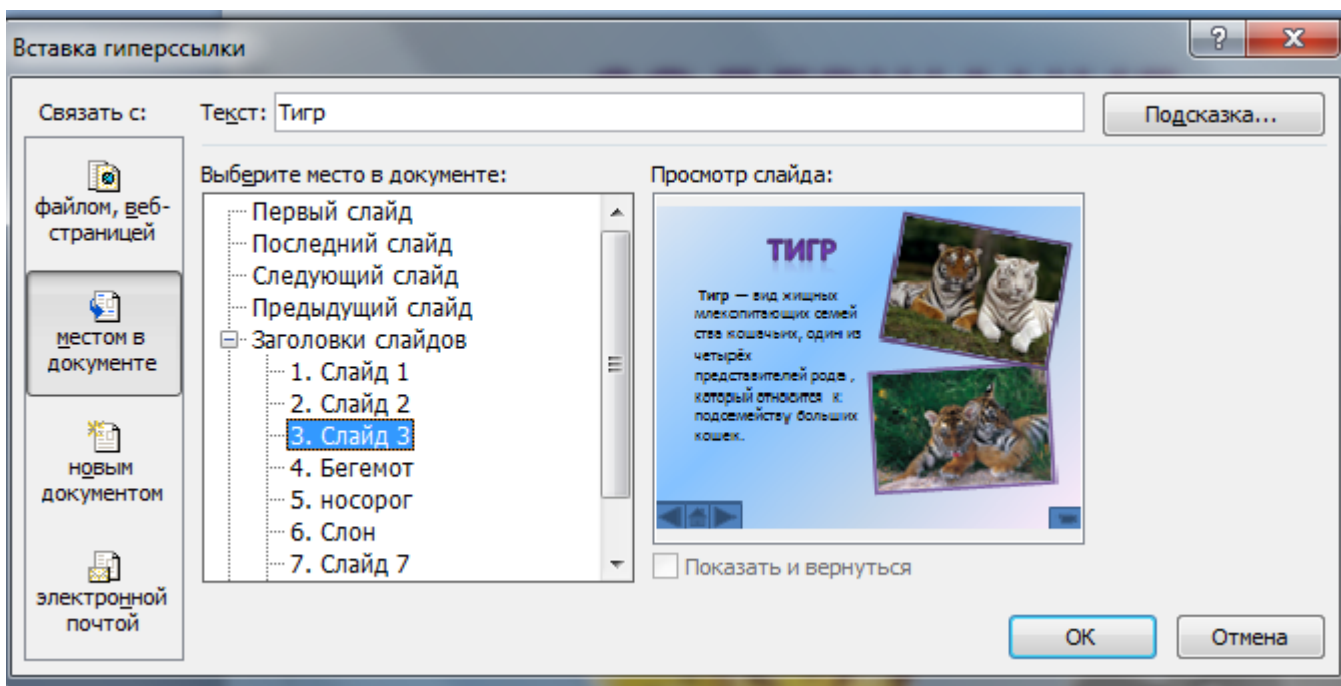 Вставка гиперссылки
Связать с:
Текст: Тигр
Подсказка...
файлом, веб-
страницей
местом в
документе
новым
документом
электронной
почтой
Выберите место в документе:
Первый слайд
Последний слайд
Следующий слайд
Предыдущий слайд
Заголовки слайдов
1. Слайд 1
2. Слайд 2
3. Слайд 3
4. Бегемот
5. носорог
6. Слон
7. Слайд 7
Просмотр слайда:
ТИГР
Тигр — вид хищных
млекопитающих семей
ства кошачьих, один из
четырёх
представителей рода ,
который относится к
подсемейству больших
кошек.
Показать и вернуться
ОК
Отмена